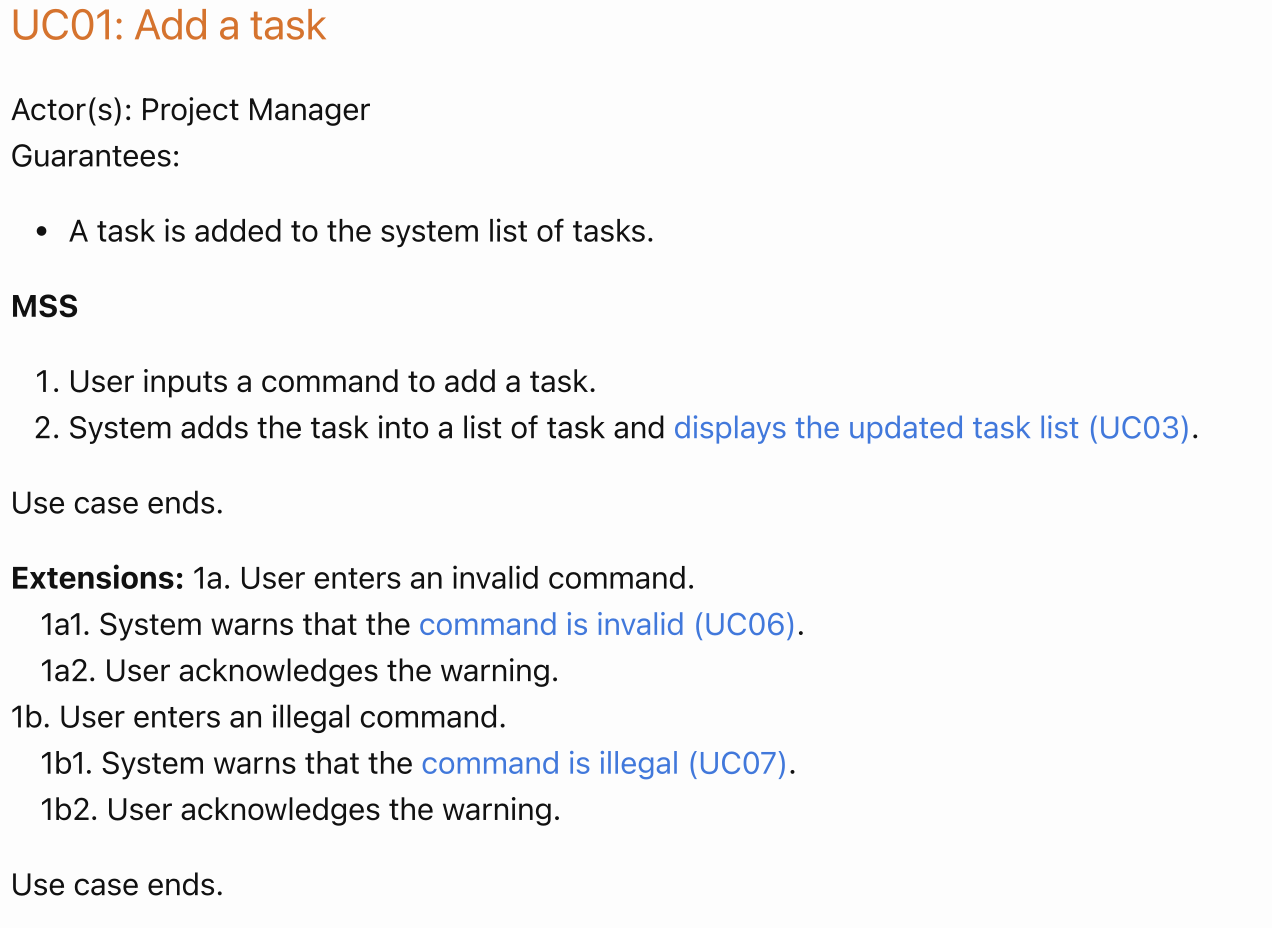 UC01: Add a task
Actor(s): Project Manager
Guarantees:
• A task is added to the system list of tasks.
MSS
1. User inputs a command to add a task.
2. System adds the task into a list of task and displays the updated task list (UC03).
Use case ends.
Extensions: 1a. User enters an invalid command.
1a1. System warns that the command is invalid (UC06).
1a2. User acknowledges the warning.
1b. User enters an illegal command.
1b1. System warns that the command is illegal (UC07).
1b2. User acknowledges the warning.
Use case ends.